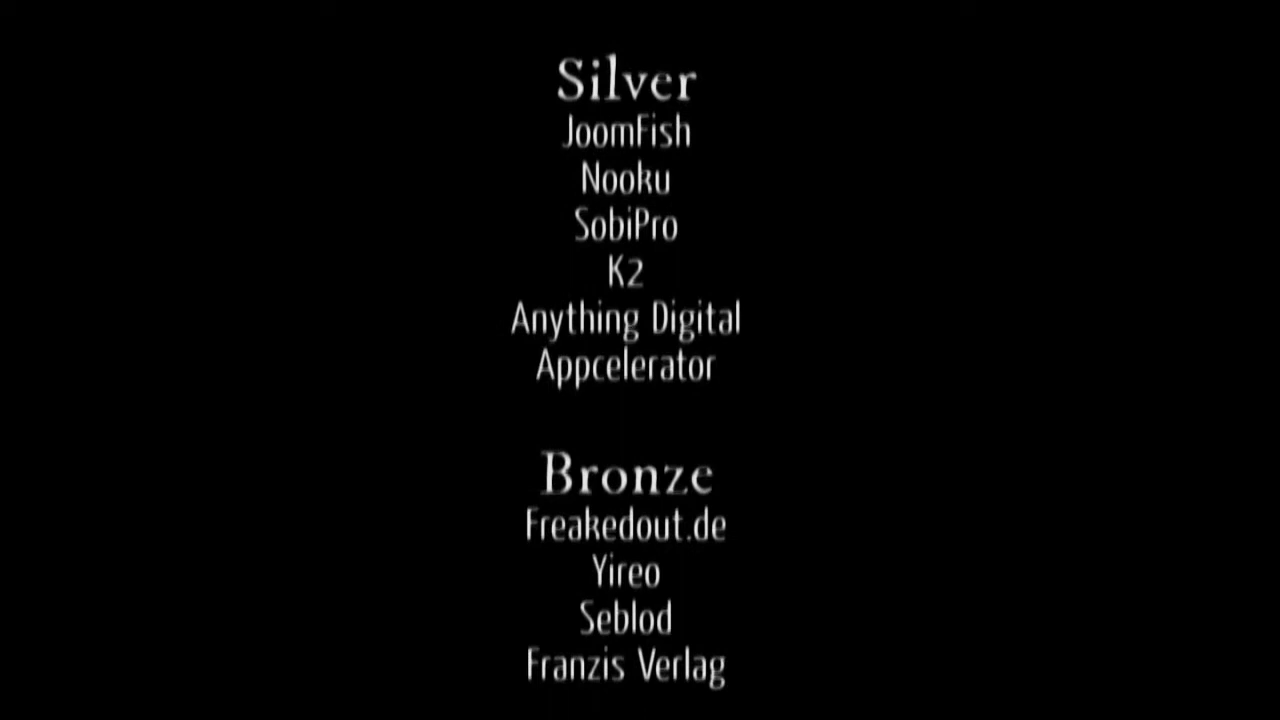 Silver
JoomFish
Nooku
SobiPro
K2
Anything Digital
Appcelerator
Bronze
Freakedout.de
Yireo
Seblod
Franzis Verlag